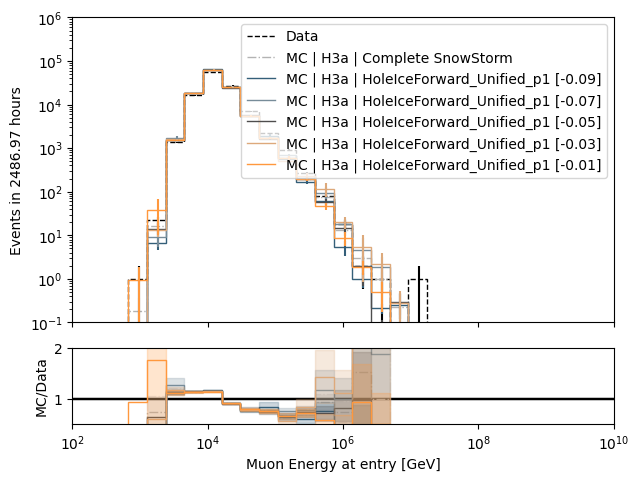 10^6
10^5
10^4
10^3
10^2
10^1
10^0
10^-1
Events in 2486.97 hours
Data
MC | H3a | Complete SnowStorm
MC | H3a | HoleIceForward_Unified_p1 [-0.09]
MC | H3a | HoleIceForward_Unified_p1 [-0.07]
MC | H3a | HoleIceForward_Unified_p1 [-0.05]
MC | H3a | HoleIceForward_Unified_p1 [-0.03]
MC | H3a | HoleIceForward_Unified_p1 [-0.01]
2
1
MC/Data
10^2 10^4 10^6 10^8 10^10
Muon Energy at entry [GeV]